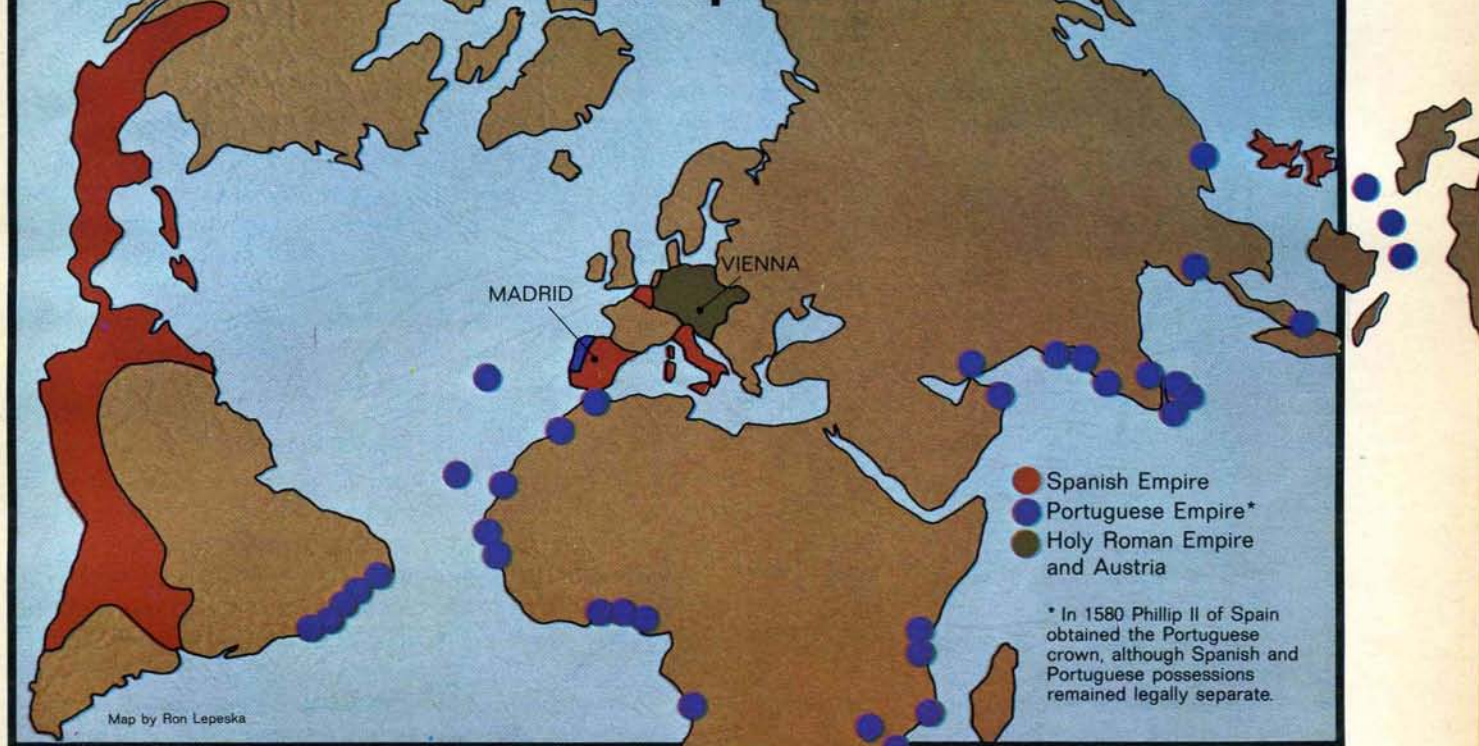 MADRID
VIENNA
Spanish Empire
Portuguese Empire*
Holy Roman Empire
and Austria
* In 1580 Phillip II of Spain
obtained the Portuguese
crown, although Spanish and
Portuguese possessions
remained legally separate.
Map by Ron Lepeska